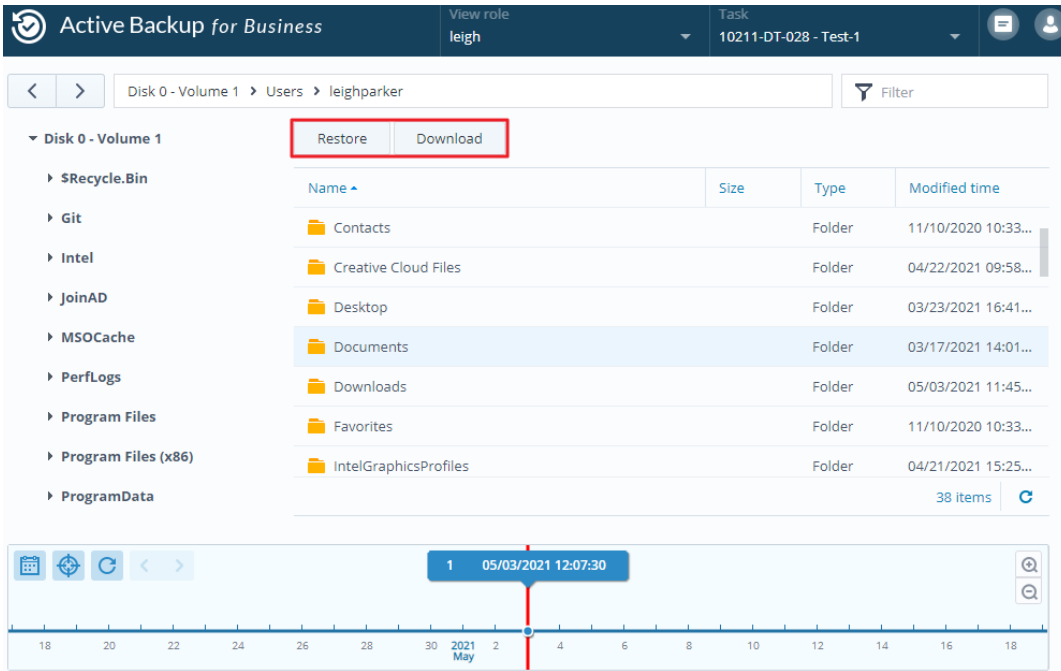 Active Backup for Business
View role
leigh
Task
10211-DT-028 - Test-1
Disk 0 - Volume 1 > Users > leighparker
Filter
Disk 0 - Volume 1
$Recycle.Bin
Git
Intel
JoinAD
MSOCache
PerfLogs
Program Files
Program Files (x86)
ProgramData
Restore Download
Name Size Type Modified time
Contacts Folder 11/10/2020 10:33...
Creative Cloud Files Folder 04/22/2021 09:58...
Desktop Folder 03/23/2021 16:41...
Documents Folder 03/17/2021 14:01...
Downloads Folder 05/03/2021 11:45...
Favorites Folder 11/10/2020 10:33...
IntelGraphicsProfiles Folder 04/21/2021 15:25...
38 items
1 05/03/2021 12:07:30
18 20 22 24 26 28 30 2021 2 4 6 8 10 12 14 16 18
May